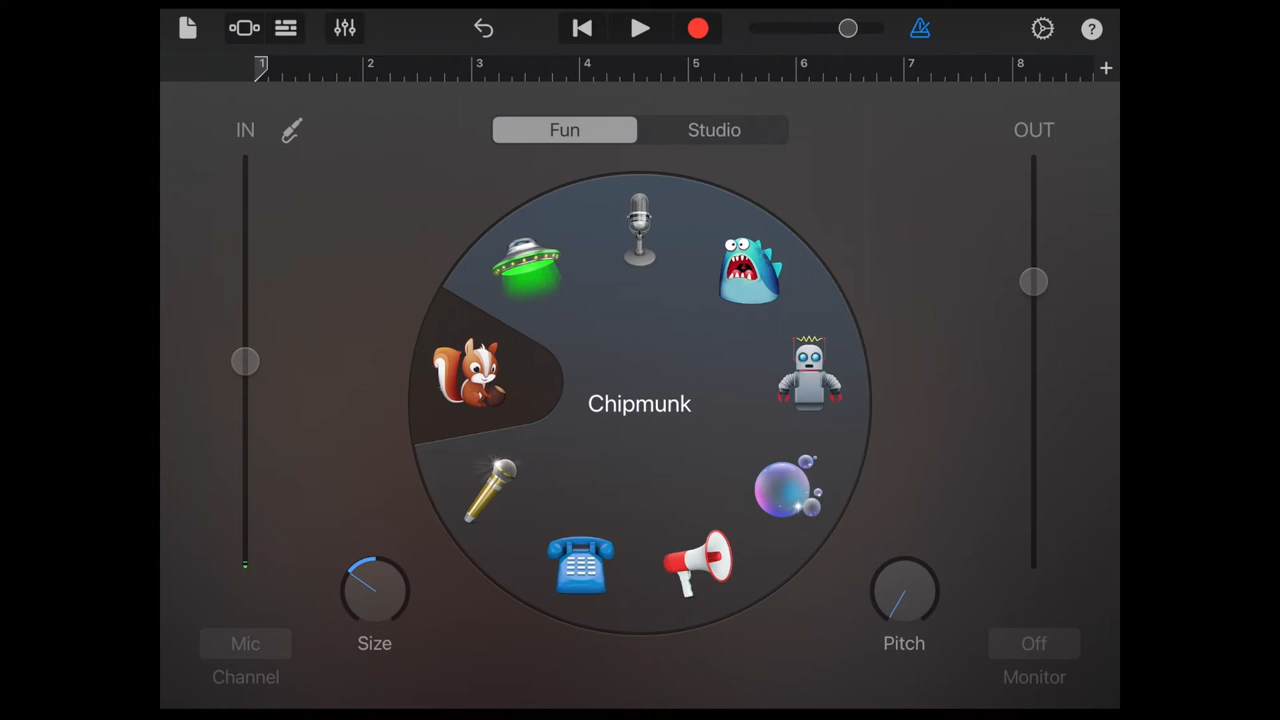 ?
1 2 3 4 5 6 7 8 +
IN Fun Studio OUT
Chipmunk
Size Pitch
Mic Off
Channel Monitor